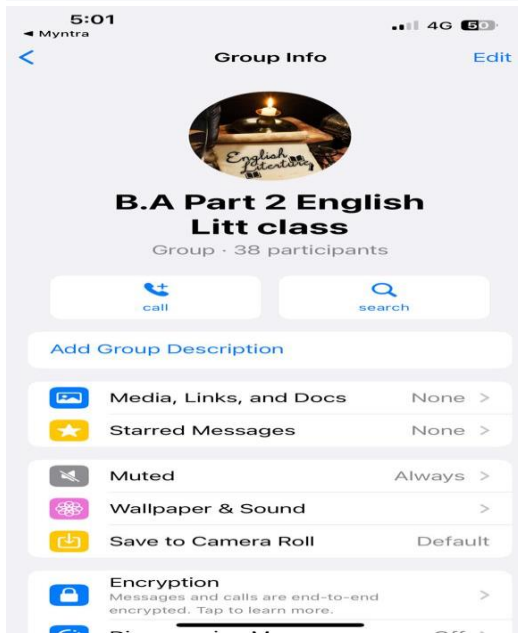 5:01
4G 50
◄ Myntra
< Group Info Edit
English
Literature
B.A Part 2 English
Litt class
Group · 38 participants
call
search
Add Group Description
Media, Links, and Docs None >
Starred Messages None >
Muted Always >
Wallpaper & Sound >
Save to Camera Roll Default
Encryption >
Messages and calls are end-to-end
encrypted. Tap to learn more.